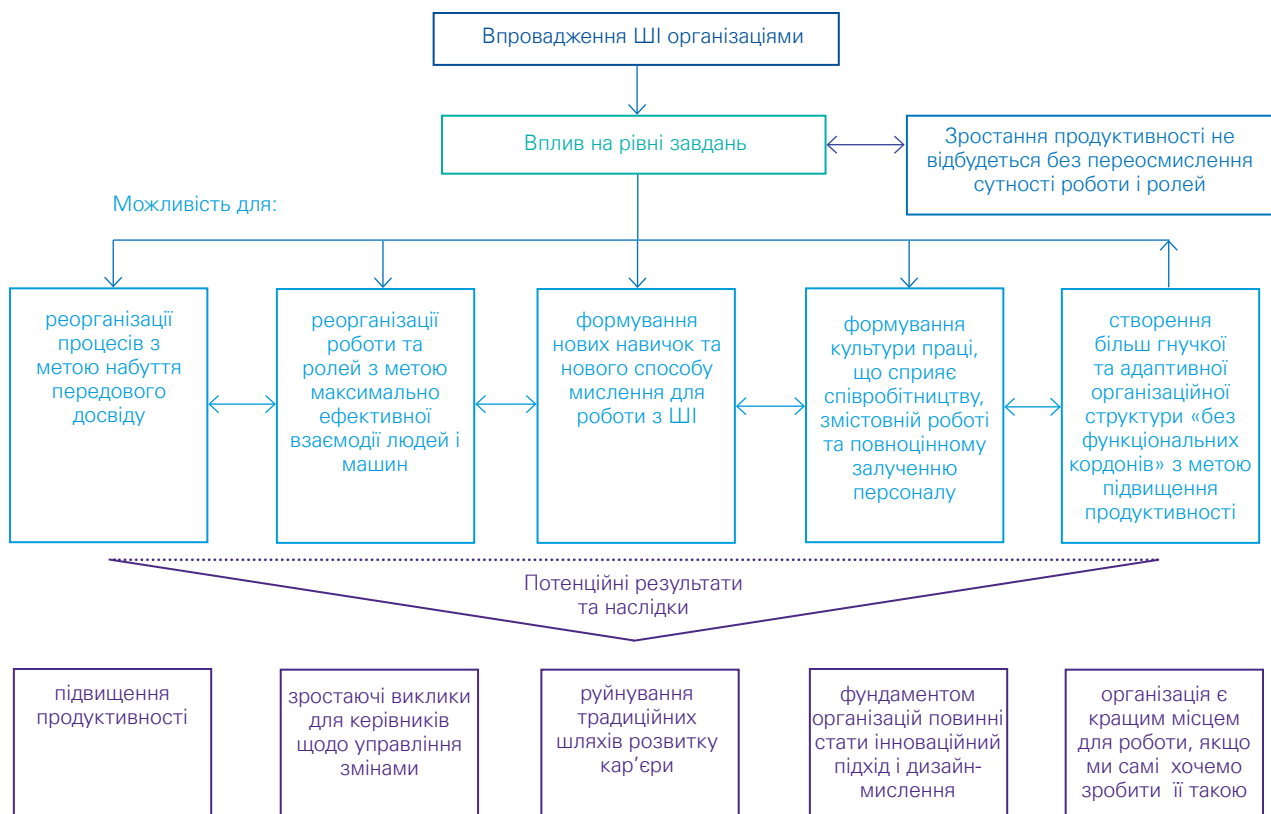 Впровадження ШІ організаціями
Вплив на рівні завдань
Зростання продуктивності не
відбудеться без переосмислення
сутності роботи і ролей
Можливість для:
реорганізації
процесів з
метою набуття
передового
досвіду
реорганізації
роботи та
ролей з метою
максимально
ефективної
взаємодії людей і
машин
формування
нових навичок та
нового способу
мислення для
роботи з ШІ
формування
культури праці,
що сприяє
співробітництву,
змістовній роботі
та повноцінному
залученню
персоналу
створення
більш гнучкої
та адаптивної
організаційної
структури «без
функціональних
кордонів» з метою
підвищення
продуктивності
Потенційні результати
та наслідки
підвищення
продуктивності
зростаючі виклики
для керівників
щодо управління
змінами
руйнування
традиційних
шляхів розвитку
кар’єри
фундаментом
організацій повинні
стати інноваційний
підхід і дизайн-
мислення
організація є
кращим місцем
для роботи, якщо
ми самі хочемо
зробити її такою